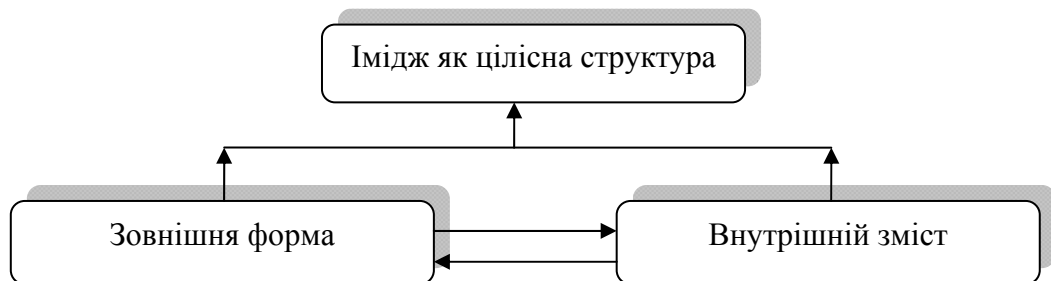 Імідж як цілісна структура
Зовнішня форма
Внутрішній зміст